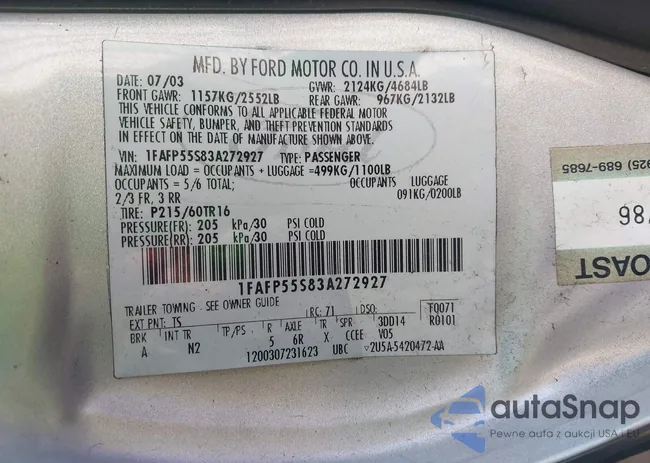 MFD. BY FORD MOTOR CO. IN U.S.A.
DATE: 07/03 GVWR: 2124KG/4684LB
FRONT GAWR: 1157KG/2552LB REAR GAWR: 967KG/2132LB
THIS VEHICLE CONFORMS TO ALL APPLICABLE FEDERAL MOTOR
VEHICLE SAFETY, BUMPER, AND THEFT PREVENTION STANDARDS
IN EFFECT ON THE DATE OF MANUFACTURE SHOWN ABOVE.
VIN: 1FAFP55S83A272927 TYPE: PASSENGER
MAXIMUM LOAD = OCCUPANTS + LUGGAGE =499KG/1100LB
OCCUPANTS = 5/6 TOTAL; OCCUPANTS LUGGAGE
2/3 FR, 3 RR 091KG/0200LB
TIRE: P215/60TR16
PRESSURE(FR): 205 kPa/30 PSI COLD
PRESSURE(RR): 205 kPa/30 PSI COLD
1FAFP55S83A272927
TRAILER TOWING - SEE OWNER GUIDE
EXT PNT: TS RC: 71 DSO: T0071
BRK INT TR TP/PS R AXLE TR SPR 3DD14 R0101
A N2 5 6R X CCEE V05
1200307231623 UBC √2U5A-5420472-AA
925) 689-7685
/86
OAST
autoSnap
Pewne auta z aukcji USA i EU